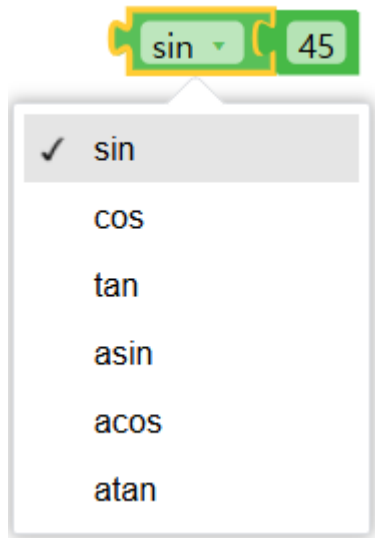 sin 45
sin
cos
tan
asin
acos
atan